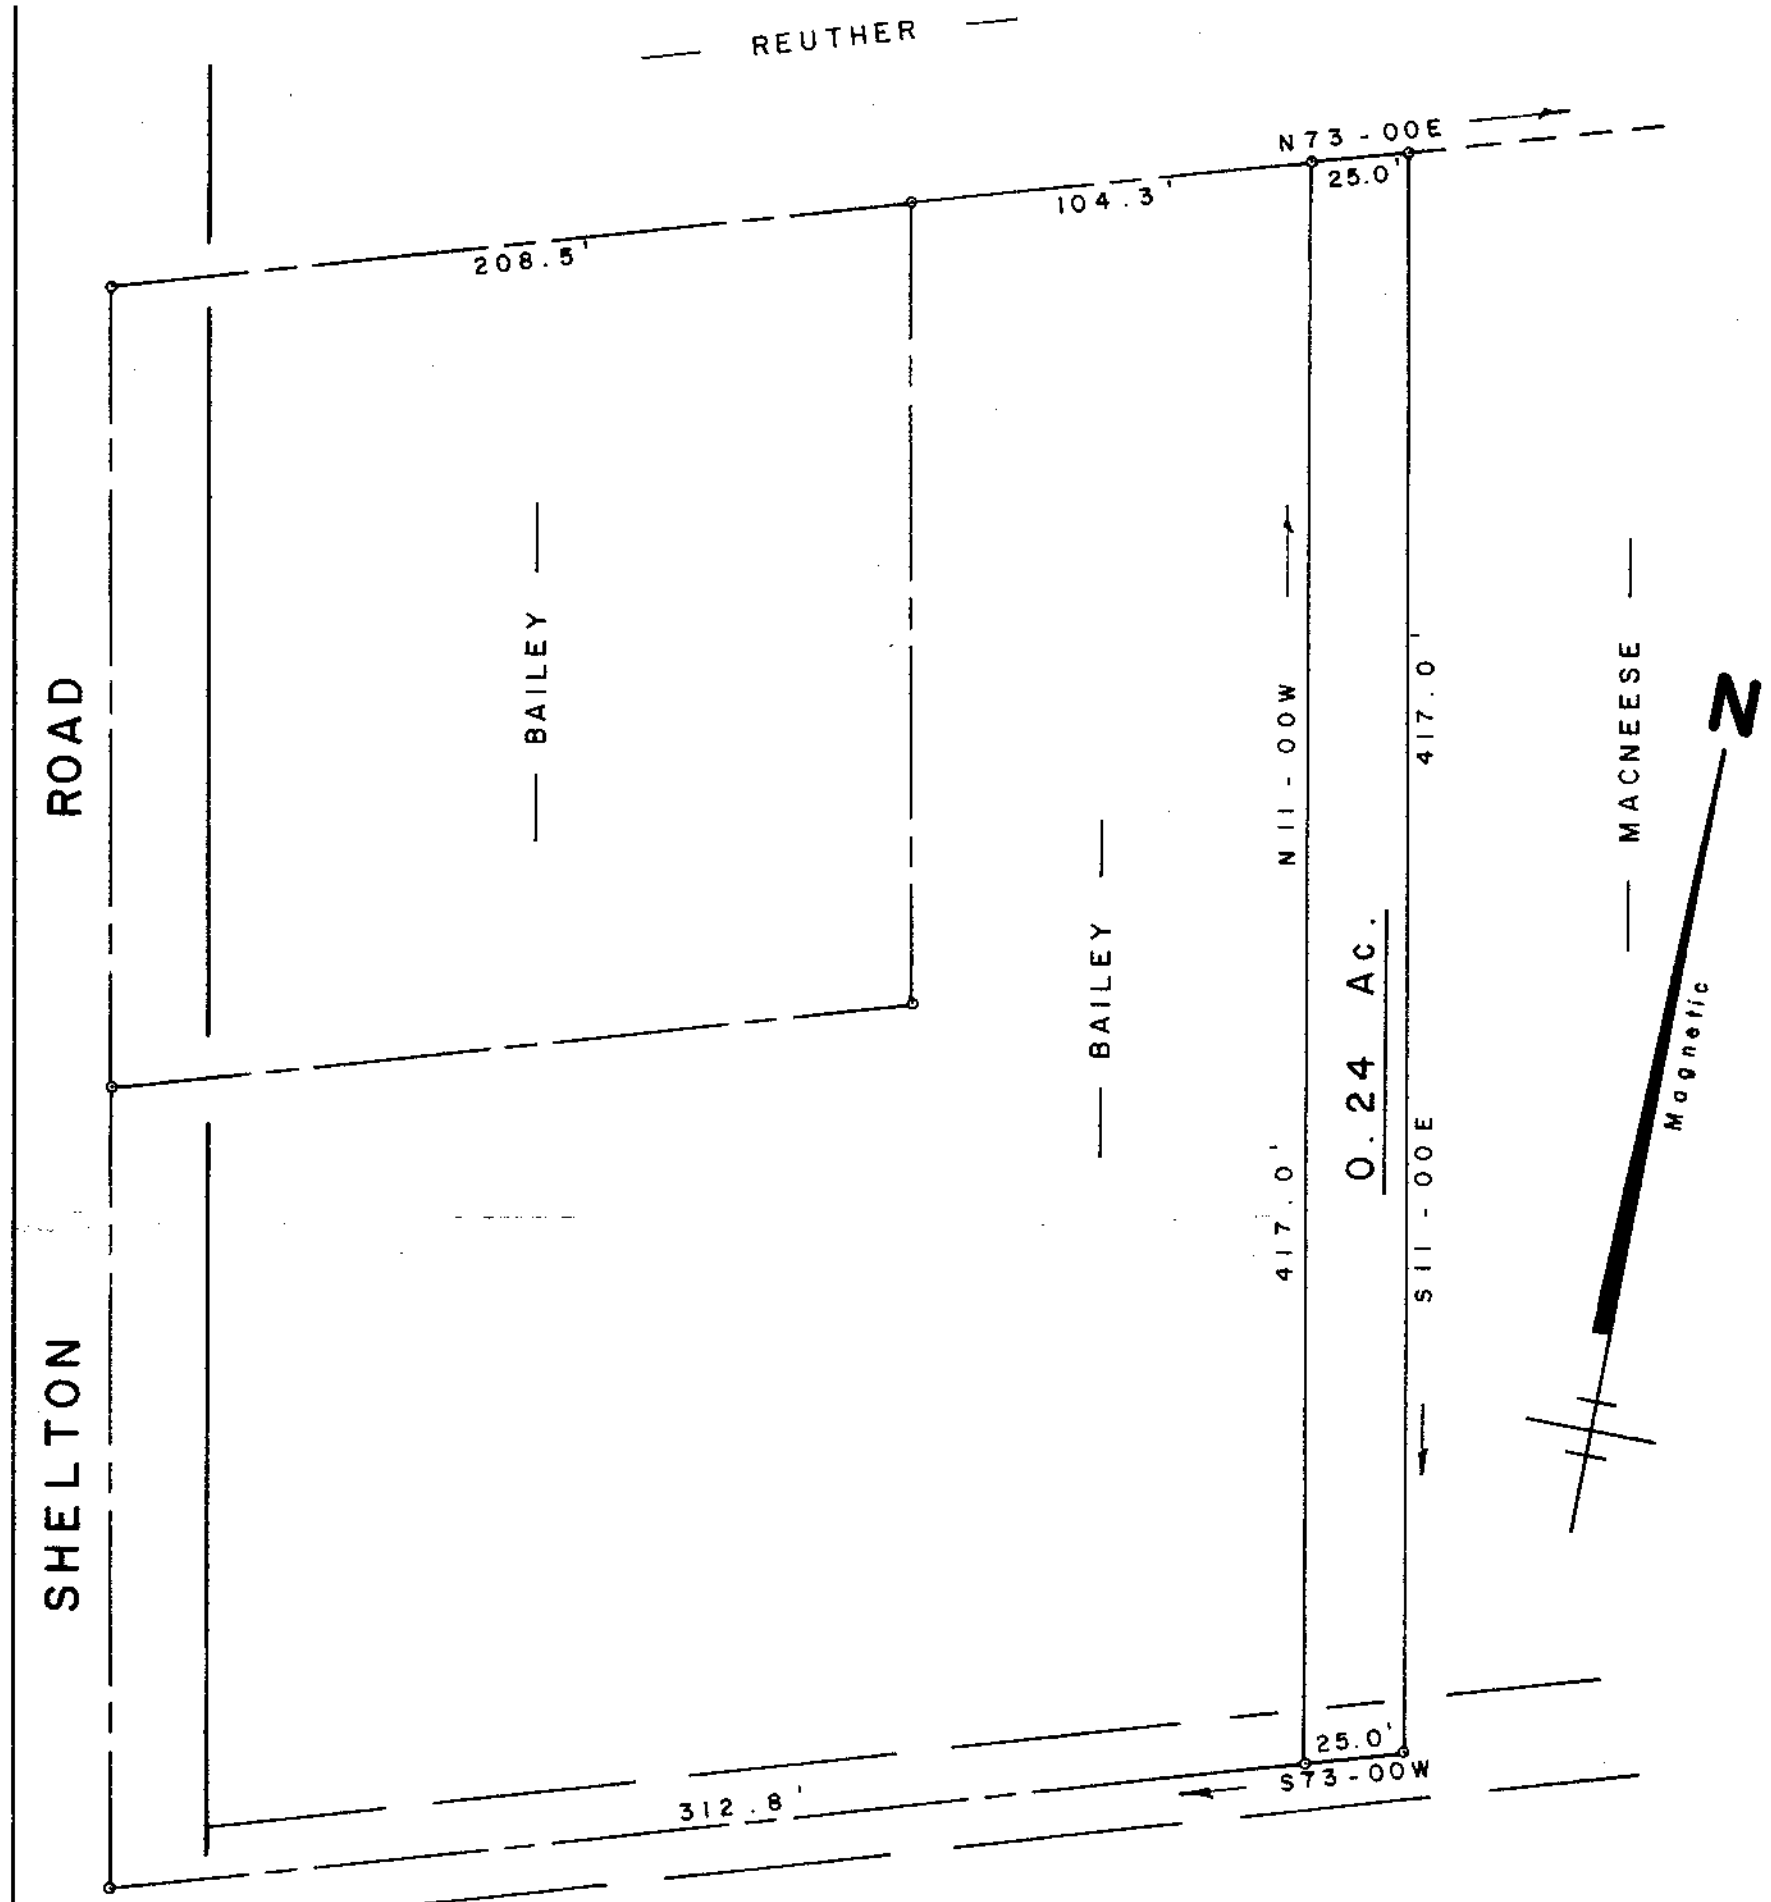 REUTHER
N73-00E
25.0'
104.3'
208.5'
BAILEY
ROAD
SHELTON
BAILEY
N11-00W
417.0'
0.24 Ac.
417.0'
S11-00E
MACNEESE
N
Magnetic
25.0'
S73-00W
312.8'